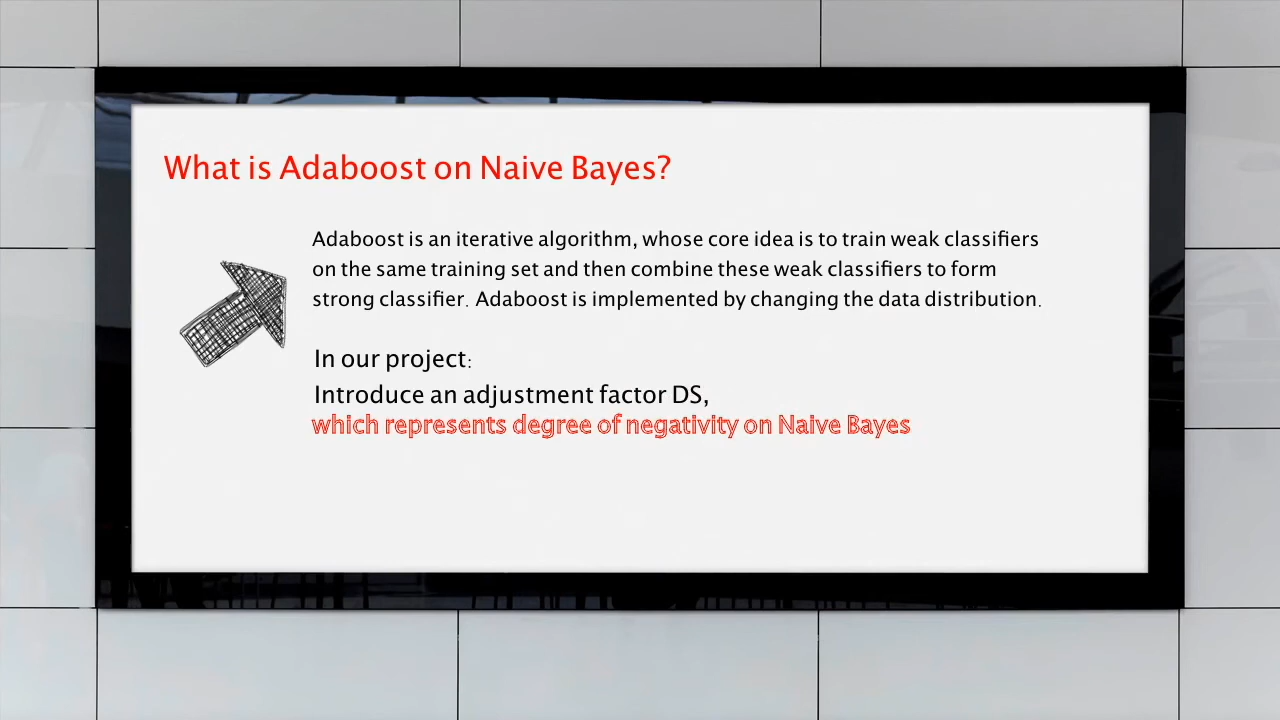 What is Adaboost on Naive Bayes?
Adaboost is an iterative algorithm, whose core idea is to train weak classifiers
on the same training set and then combine these weak classifiers to form
strong classifier. Adaboost is implemented by changing the data distribution.
In our project:
Introduce an adjustment factor DS,
which represents degree of negativity on Naive Bayes